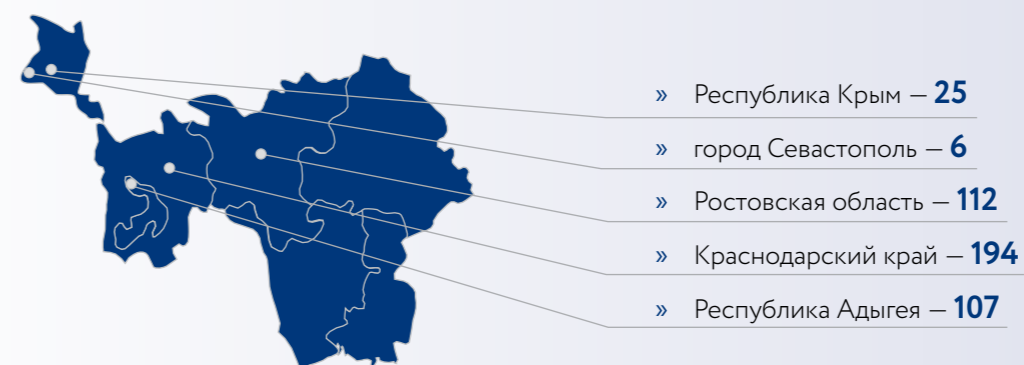 » Республика Крым — 25
» город Севастополь — 6
» Ростовская область — 112
» Краснодарский край — 194
» Республика Адыгея — 107